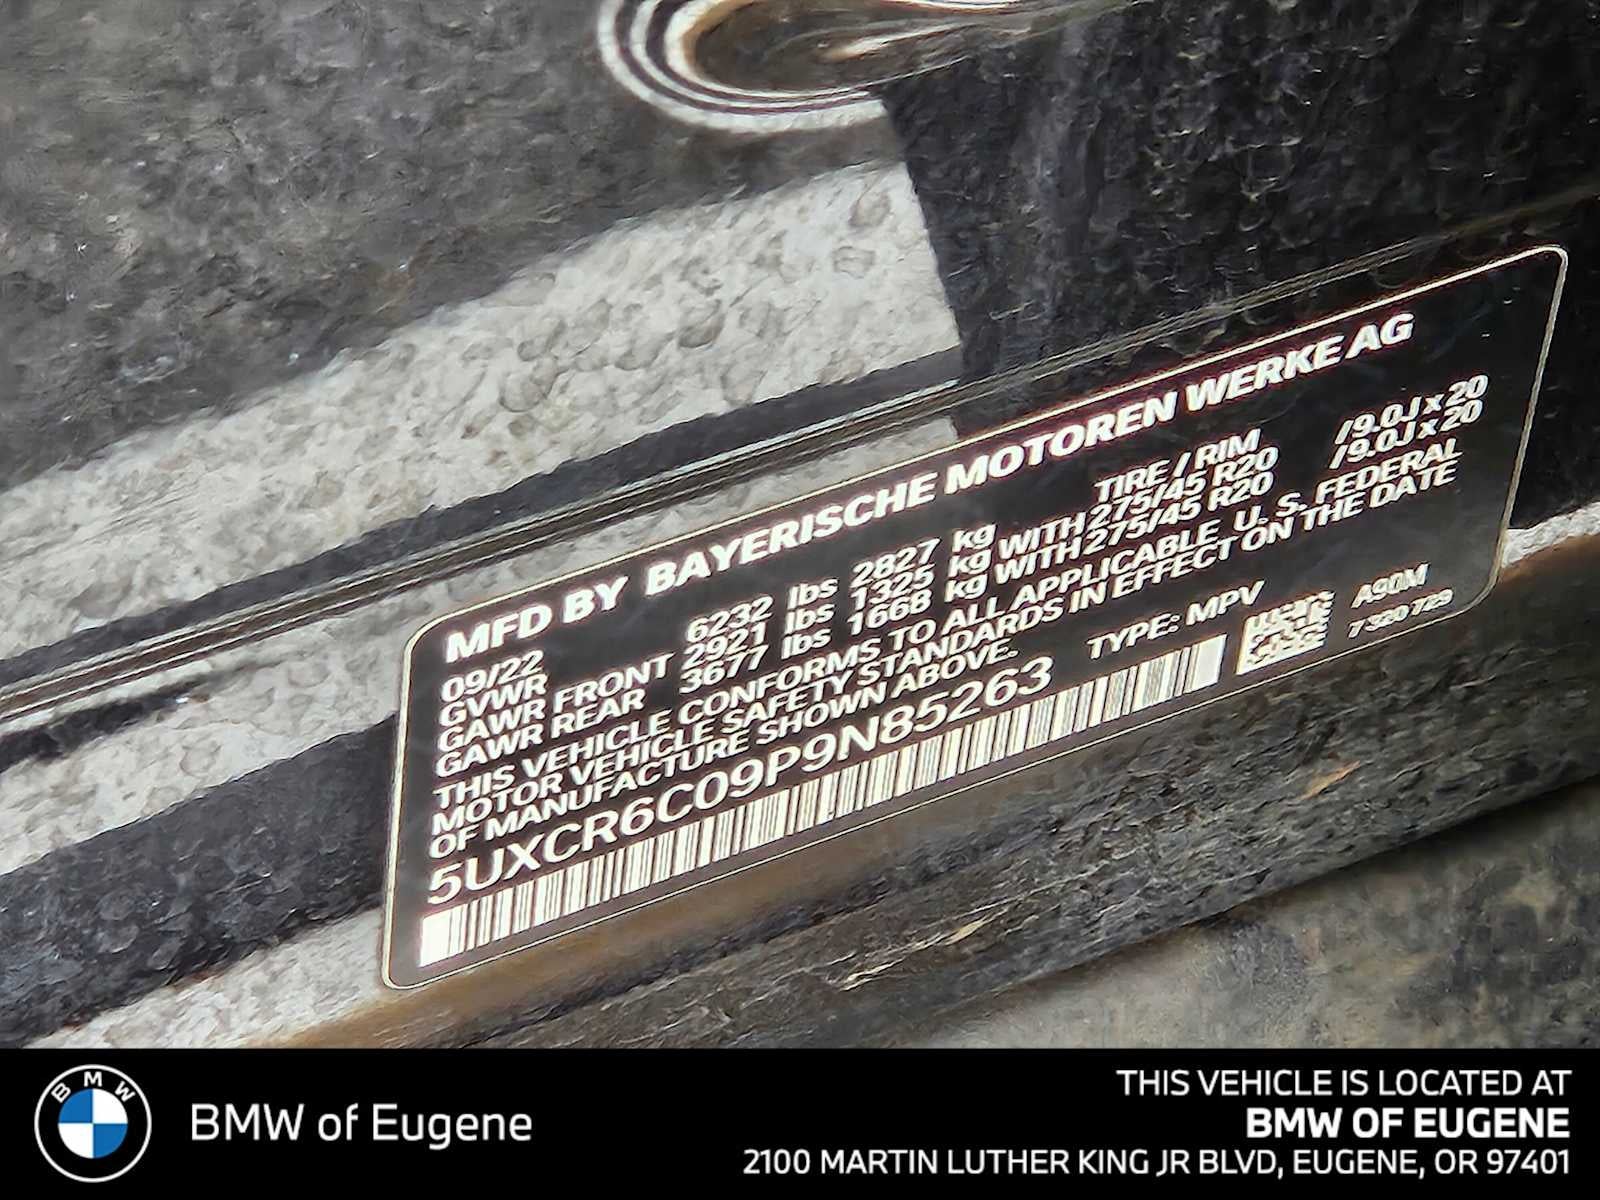 MFD BY BAYERISCHE MOTOREN WERKE AG
09/22 TIRE / RIM
GVWR 6232 lbs 2827 kg
GAWR FRONT 2921 lbs 1325 kg WITH 275/45 R20 /9.0J x 20
GAWR REAR 3677 lbs 1668 kg WITH 275/45 R20 /9.0J x 20
THIS VEHICLE CONFORMS TO ALL APPLICABLE U. S. FEDERAL
MOTOR VEHICLE SAFETY STANDARDS IN EFFECT ON THE DATE
OF MANUFACTURE SHOWN ABOVE.
5UXCR6C09P9N85263 TYPE: MPV
A90M
7 320 729
BMW
BMW of Eugene
THIS VEHICLE IS LOCATED AT
BMW OF EUGENE
2100 MARTIN LUTHER KING JR BLVD, EUGENE, OR 97401